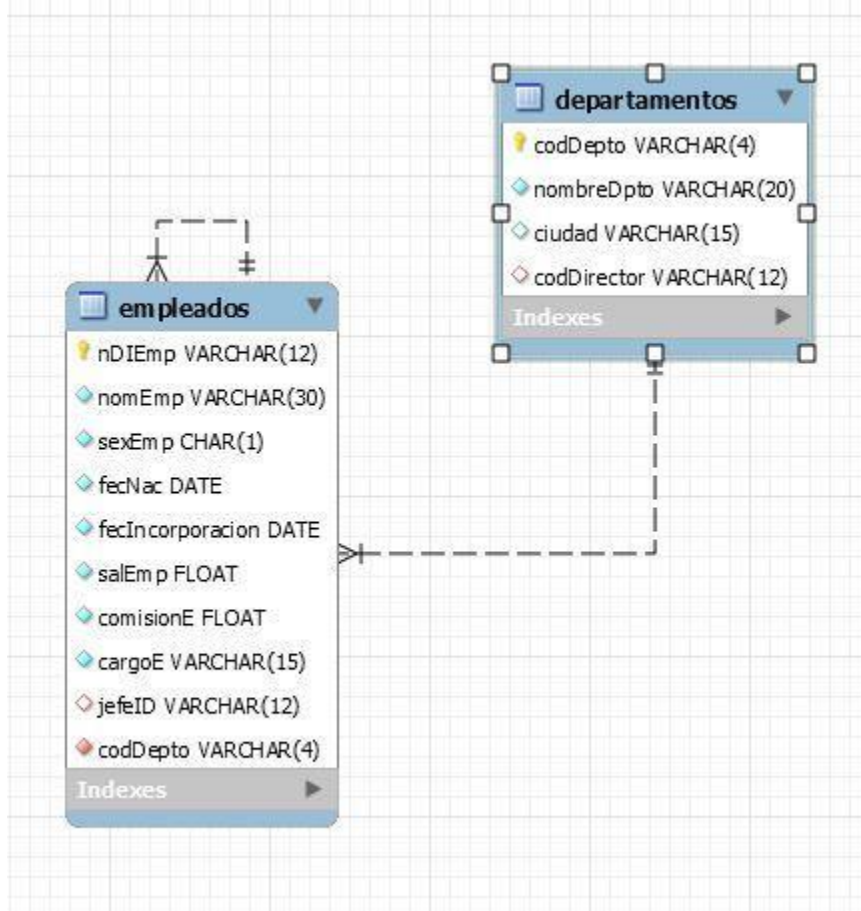 departamentos
codDepto VARCHAR(4)
nombreDpto VARCHAR(20)
ciudad VARCHAR(15)
codDirector VARCHAR(12)
Indexes
empleados
nDIEmp VARCHAR(12)
nomEmp VARCHAR(30)
sexEmp CHAR(1)
fecNac DATE
fecIncorporacion DATE
salEmp FLOAT
comisionE FLOAT
cargoE VARCHAR(15)
jefeID VARCHAR(12)
codDepto VARCHAR(4)
Indexes